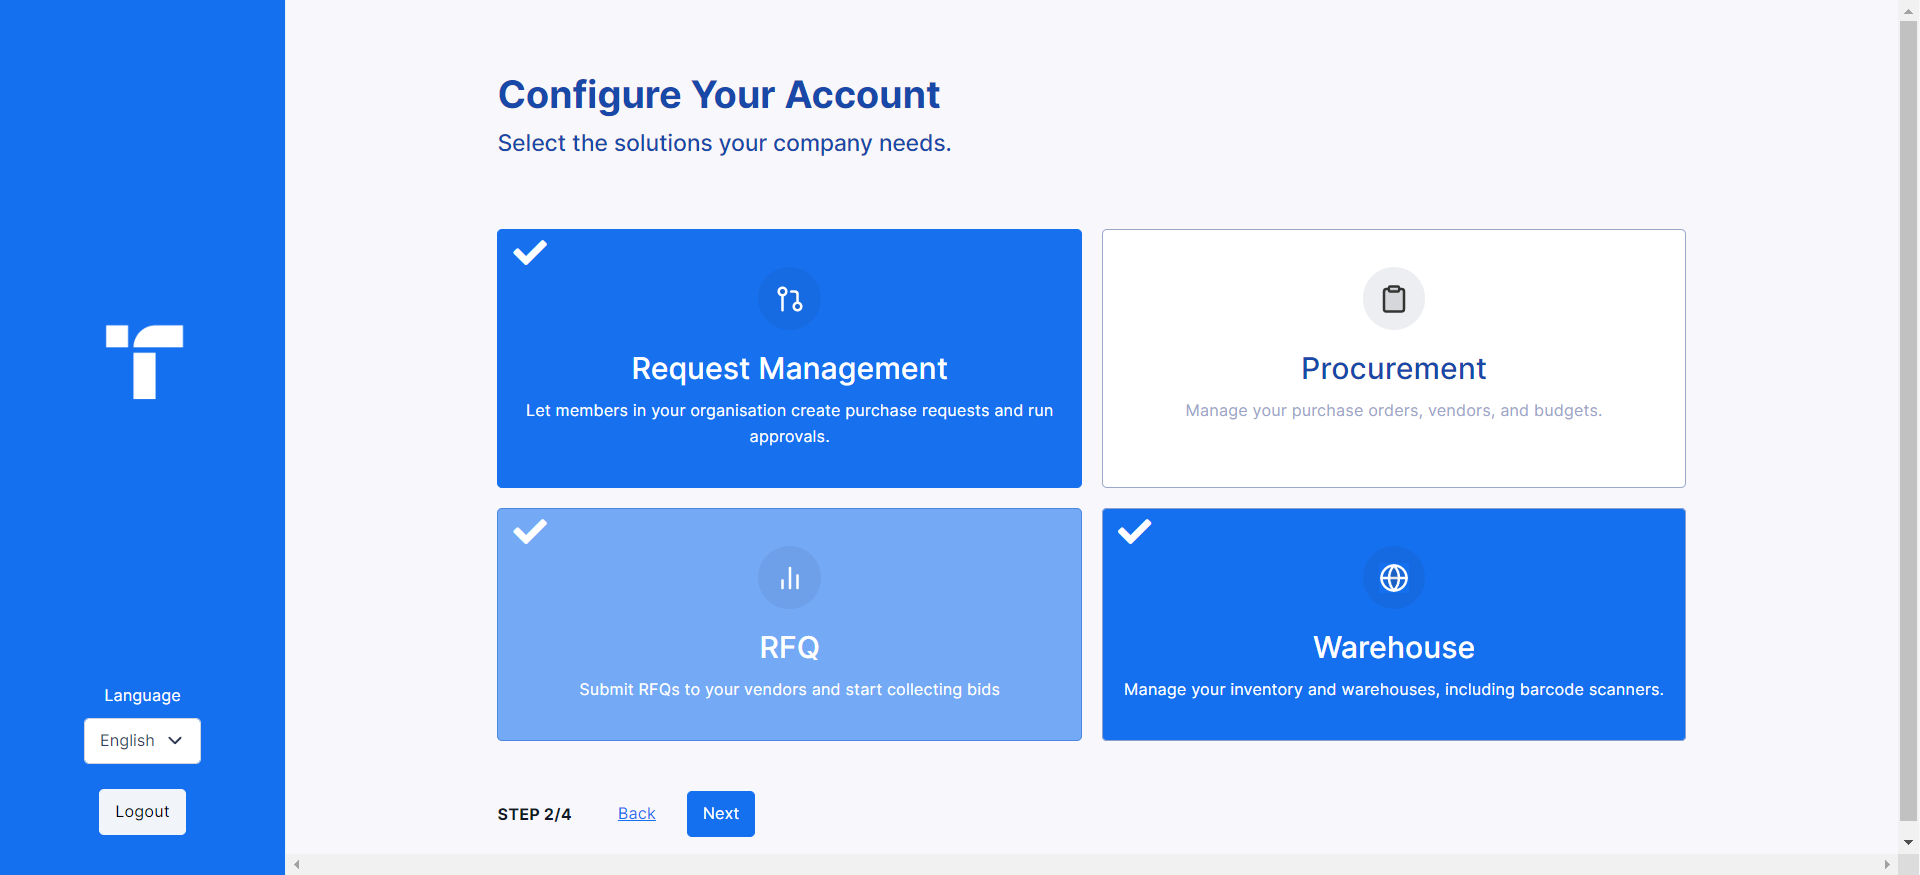 Configure Your Account
Select the solutions your company needs.
Request Management
Let members in your organisation create purchase requests and run
approvals.
Procurement
Manage your purchase orders, vendors, and budgets.
RFQ
Submit RFQs to your vendors and start collecting bids
Warehouse
Manage your inventory and warehouses, including barcode scanners.
Language
English
Logout
STEP 2/4
Back
Next